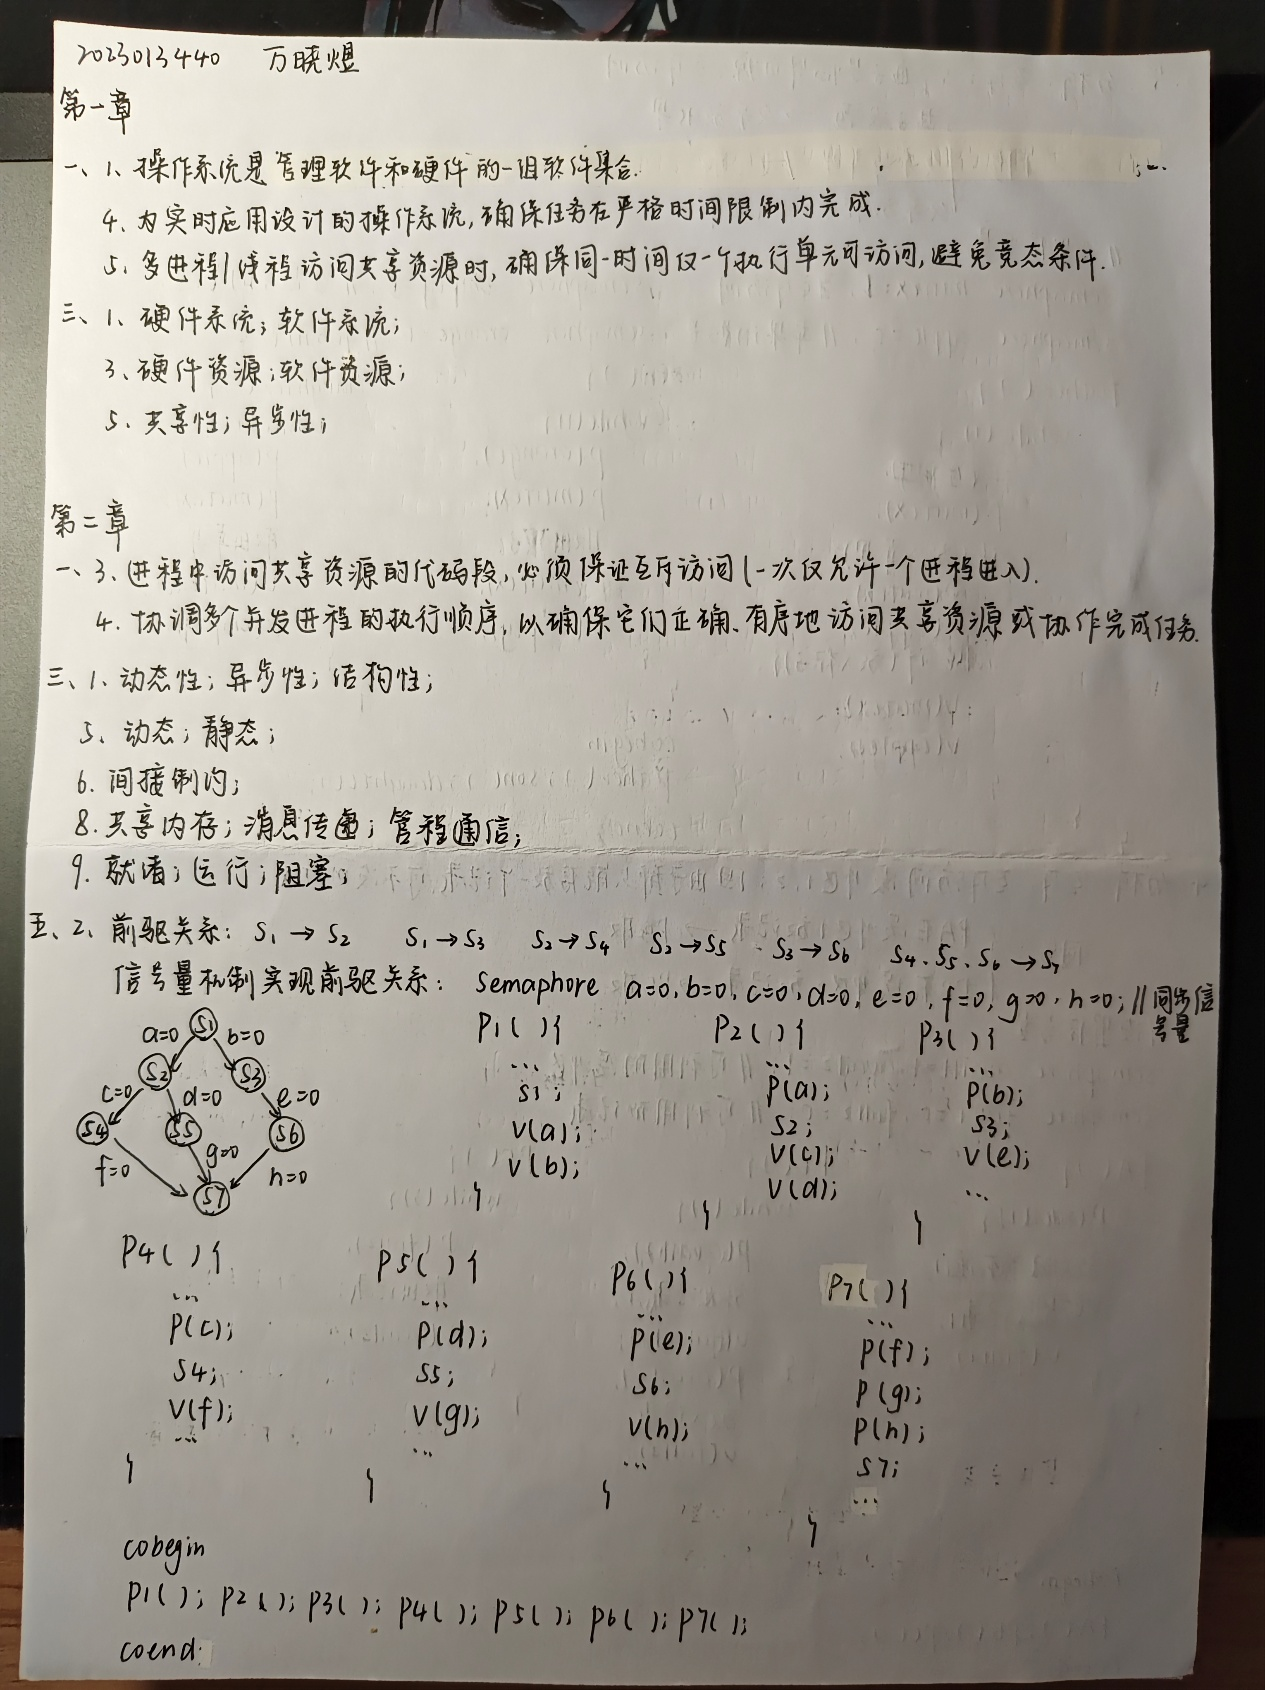 2023013440 万晓煜
第一章
一、1、操作系统是管理软件和硬件的一组软件集合.
4、为实时应用设计的操作系统,确保任务在严格时间限制内完成.
5、多进程/线程访问共享资源时,确保同一时间仅一个执行单元可访问,避免竞态条件.
三、1、硬件系统;软件系统;
3、硬件资源;软件资源;
5、共享性;异步性;
第二章
一、3、进程中访问共享资源的代码段,必须保证互斥访问(一次仅允许一个进程进入).
4.协调多个并发进程的执行顺序,以确保它们正确、有序地访问共享资源或协作完成任务.
三、1、动态性;异步性;结构性;
5、动态;静态;
6.间接制约;
8.共享内存;消息传递;管程通信;
9.就绪;运行;阻塞;
五、2、前驱关系: S1→S2 S1→S3 S2→S4 S2→S5 S3→S6 S4、S5、S6→S7
信号量机制实现前驱关系: Semaphore a=0,b=0,c=0,d=0,e=0,f=0,g=0,h=0; //同步信
号量
S1
a=0 b=0
S2 S3
c=0 d=0 e=0
S4 S5 S6
f=0 g=0 h=0
S7
P1(){ P2(){ P3(){
... ... ...
S1; P(a); P(b);
V(a); S2; S3;
V(b); V(c); V(e);
V(d); ...
} } }
P4(){ P5(){ P6(){ P7(){
... ... ... ...
P(c); P(d); P(e); P(f);
S4; S5; S6; P(g);
V(f); V(g); V(h); P(h);
... ... ... S7;
...
} } } }
cobegin
P1(); P2(); P3(); P4(); P5(); P6(); P7();
coend